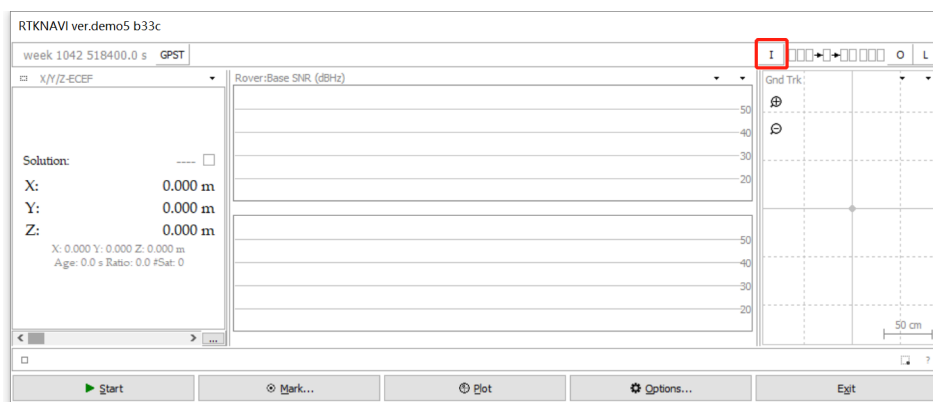 RTKNAVI ver.demo5 b33c
week 1042 518400.0 s GPST I O L
X/Y/Z-ECEF Rover:Base SNR (dBHz) Gnd Trk
50
40
Solution: ---- 30
X: 0.000 m 20
Y: 0.000 m
Z: 0.000 m
X: 0.000 Y: 0.000 Z: 0.000 m 50
Age: 0.0 s Ratio: 0.0 #Sat: 0 40
30
20
50 cm
...
?
Start Mark... Plot Options... Exit